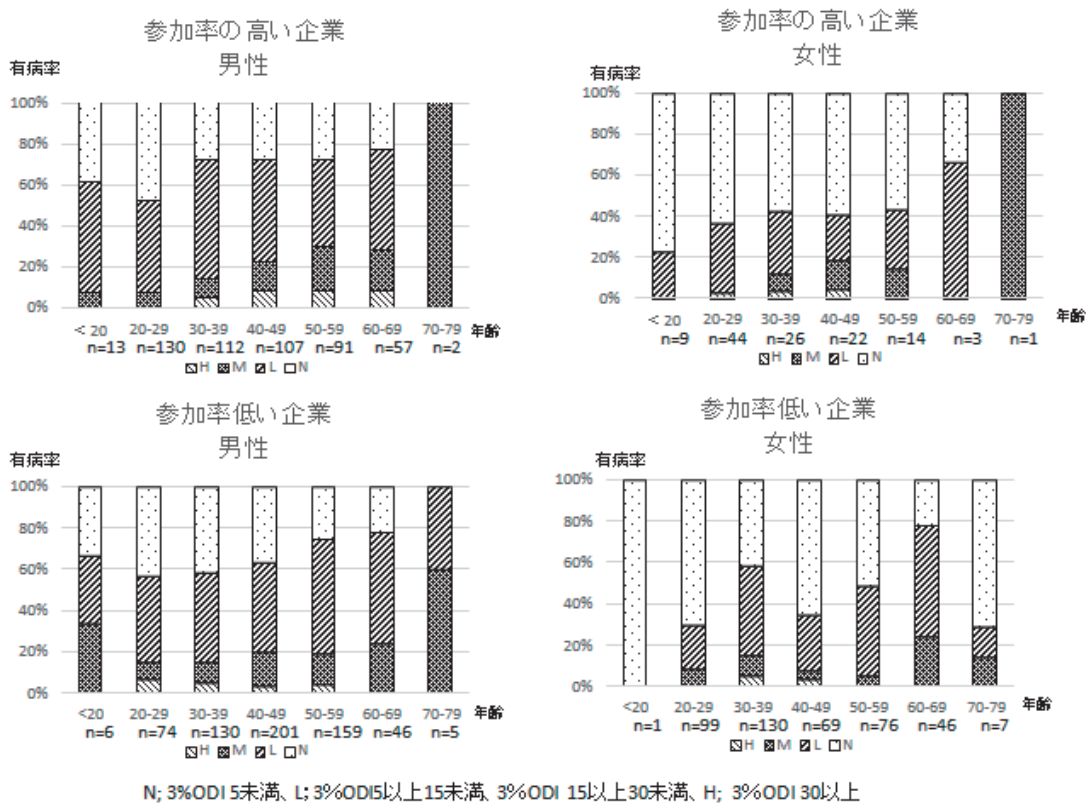 参加率の高い企業
男性
有病率
100%
80%
60%
40%
20%
0%
< 20 20-29 30-39 40-49 50-59 60-69 70-79 年齢
n=13 n=130 n=112 n=107 n=91 n=57 n=2
H M L N
参加率の高い企業
女性
有病率
100%
80%
60%
40%
20%
0%
< 20 20-29 30-39 40-49 50-59 60-69 70-79 年齢
n=9 n=44 n=26 n=22 n=14 n=3 n=1
H M L N
参加率低い企業
男性
有病率
100%
80%
60%
40%
20%
0%
<20 20-29 30-39 40-49 50-59 60-69 70-79 年齢
n=6 n=74 n=130 n=201 n=159 n=46 n=5
H M L N
参加率低い企業
女性
有病率
100%
80%
60%
40%
20%
0%
<20 20-29 30-39 40-49 50-59 60-69 70-79 年齢
n=1 n=99 n=130 n=69 n=76 n=46 n=7
H M L N
N; 3%ODI 5未満、L; 3%ODI5以上15未満、3%ODI 15以上30未満、H; 3%ODI 30以上